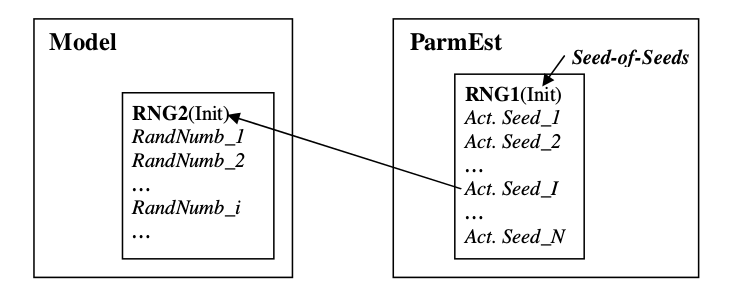 Model
RNG2(Init)
RandNumb_1
RandNumb_2
...
RandNumb_i
...
ParmEst
Seed-of-Seeds
RNG1(Init)
Act. Seed_1
Act. Seed_2
...
Act. Seed_I
...
Act. Seed_N